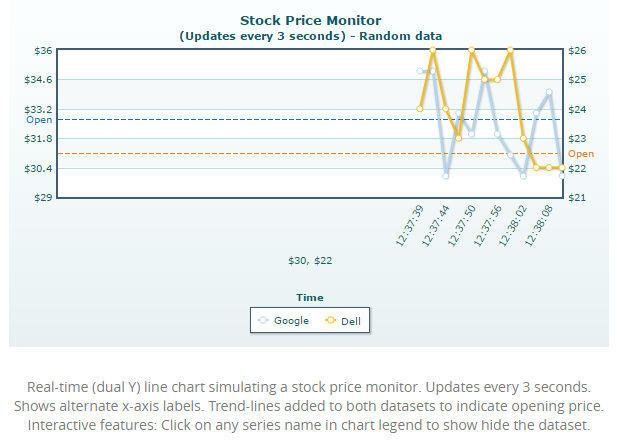 Stock Price Monitor
(Updates every 3 seconds) - Random data
$36
$34.6
$33.2
Open
$31.8
$30.4
$29
$26
$25
$24
$23
Open
$22
$21
12:37:39
12:37:44
12:37:50
12:37:56
12:38:02
12:38:08
$30, $22
Time
Google
Dell
Real-time (dual Y) line chart simulating a stock price monitor. Updates every 3 seconds.
Shows alternate x-axis labels. Trend-lines added to both datasets to indicate opening price.
Interactive features: Click on any series name in chart legend to show hide the dataset.